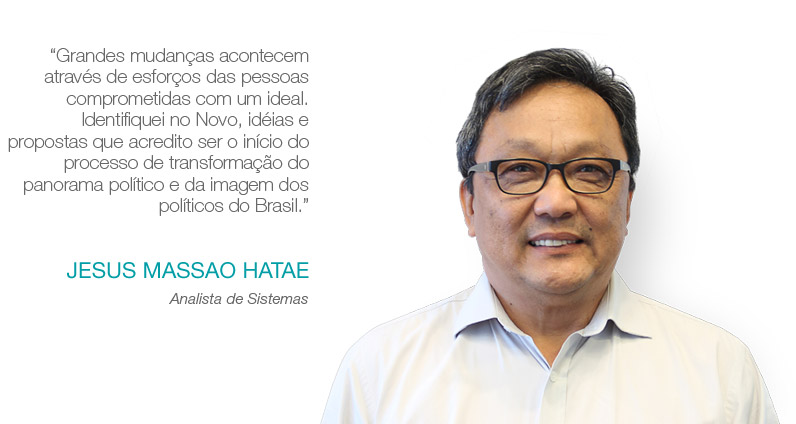 “Grandes mudanças acontecem
através de esforços das pessoas
comprometidas com um ideal.
Identifiquei no Novo, idéias e
propostas que acredito ser o início do
processo de transformação do
panorama político e da imagem dos
políticos do Brasil.”
JESUS MASSAO HATAE
Analista de Sistemas